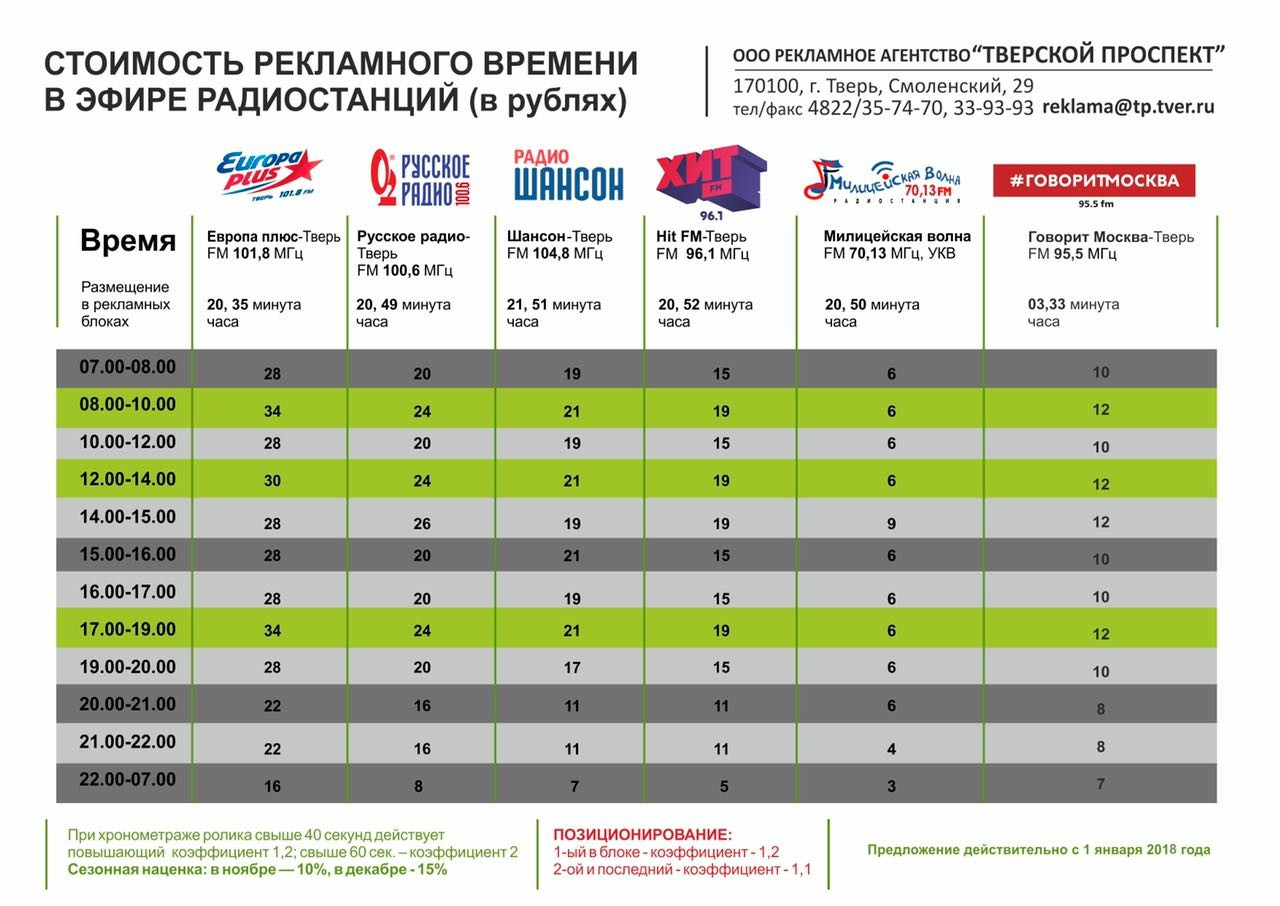 СТОИМОСТЬ РЕКЛАМНОГО ВРЕМЕНИ
В ЭФИРЕ РАДИОСТАНЦИЙ (в рублях)
ООО РЕКЛАМНОЕ АГЕНТСТВО “ТВЕРСКОЙ ПРОСПЕКТ”
170100, г. Тверь, Смоленский, 29
тел/факс 4822/35-74-70, 33-93-93 reklama@tp.tver.ru
Европа
PLUS
ТВЕРЬ 101.8 FM
РУССКОЕ
РАДИО 100.6
РАДИО
ШАНСОН
ХИТ
FM
96.1
Милицейская Волна
70,13 FM
РАДИОСТАНЦИЯ
#ГОВОРИТМОСКВА
95.5 fm
Время
Размещение
в рекламных
блоках
Европа плюс-Тверь
FM 101,8 МГц
20, 35 минута
часа
Русское радио-
Тверь
FM 100,6 МГц
20, 49 минута
часа
Шансон-Тверь
FM 104,8 МГц
21, 51 минута
часа
Hit FM-Тверь
FM 96,1 МГц
20, 52 минута
часа
Милицейская волна
FM 70,13 МГц, УКВ
20, 50 минута
часа
Говорит Москва-Тверь
FM 95,5 МГц
03,33 минута
часа
07.00-08.00 28 20 19 15 6 10
08.00-10.00 34 24 21 19 6 12
10.00-12.00 28 20 19 15 6 10
12.00-14.00 30 24 21 19 6 12
14.00-15.00 28 26 19 19 9 12
15.00-16.00 28 20 21 15 6 10
16.00-17.00 28 20 19 15 6 10
17.00-19.00 34 24 21 19 6 12
19.00-20.00 28 20 17 15 6 10
20.00-21.00 22 16 11 11 6 8
21.00-22.00 22 16 11 11 4 8
22.00-07.00 16 8 7 5 3 7
При хронометраже ролика свыше 40 секунд действует
повышающий коэффициент 1,2; свыше 60 сек. – коэффициент 2
Сезонная наценка: в ноябре — 10%, в декабре - 15%
ПОЗИЦИОНИРОВАНИЕ:
1-ый в блоке - коэффициент - 1,2
2-ой и последний - коэффициент - 1,1
Предложение действительно с 1 января 2018 года